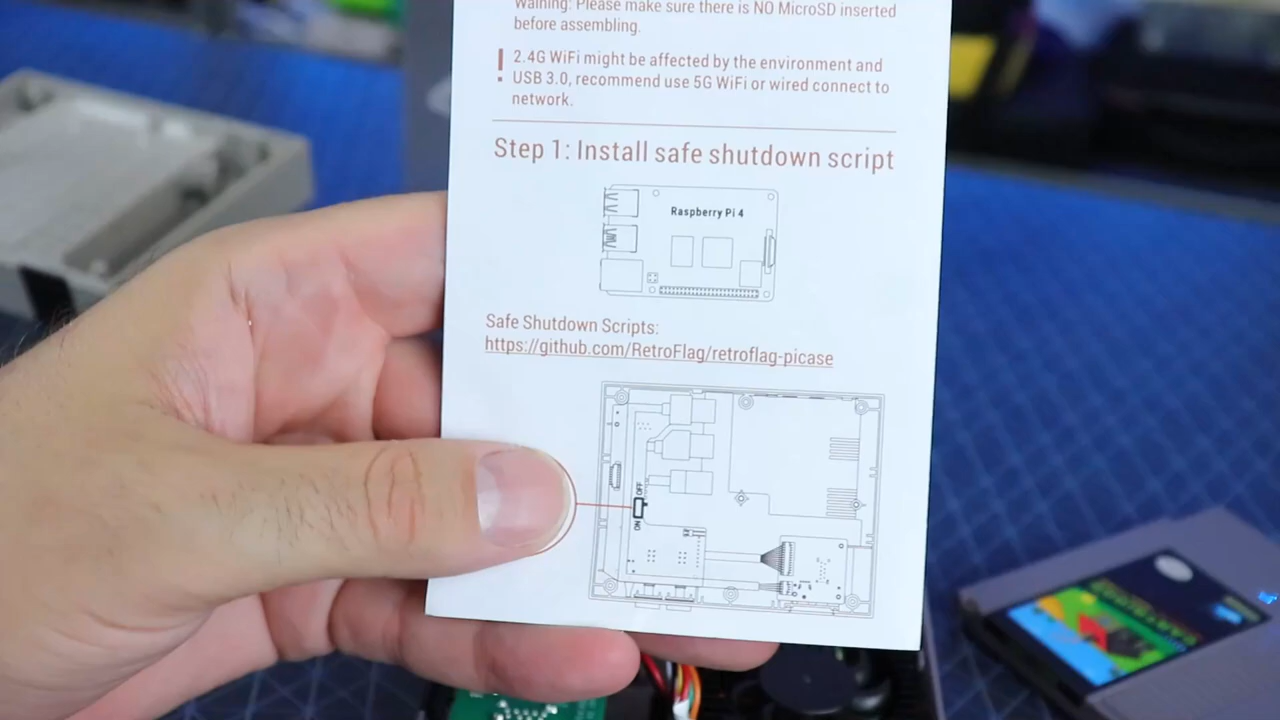 Warning: Please make sure there is NO MicroSD inserted
before assembling.
! 2.4G WiFi might be affected by the environment and
USB 3.0, recommend use 5G WiFi or wired connect to
network.
Step 1: Install safe shutdown script
Raspberry Pi 4
Safe Shutdown Scripts:
https://github.com/RetroFlag/retroflag-picase
OFF
ON